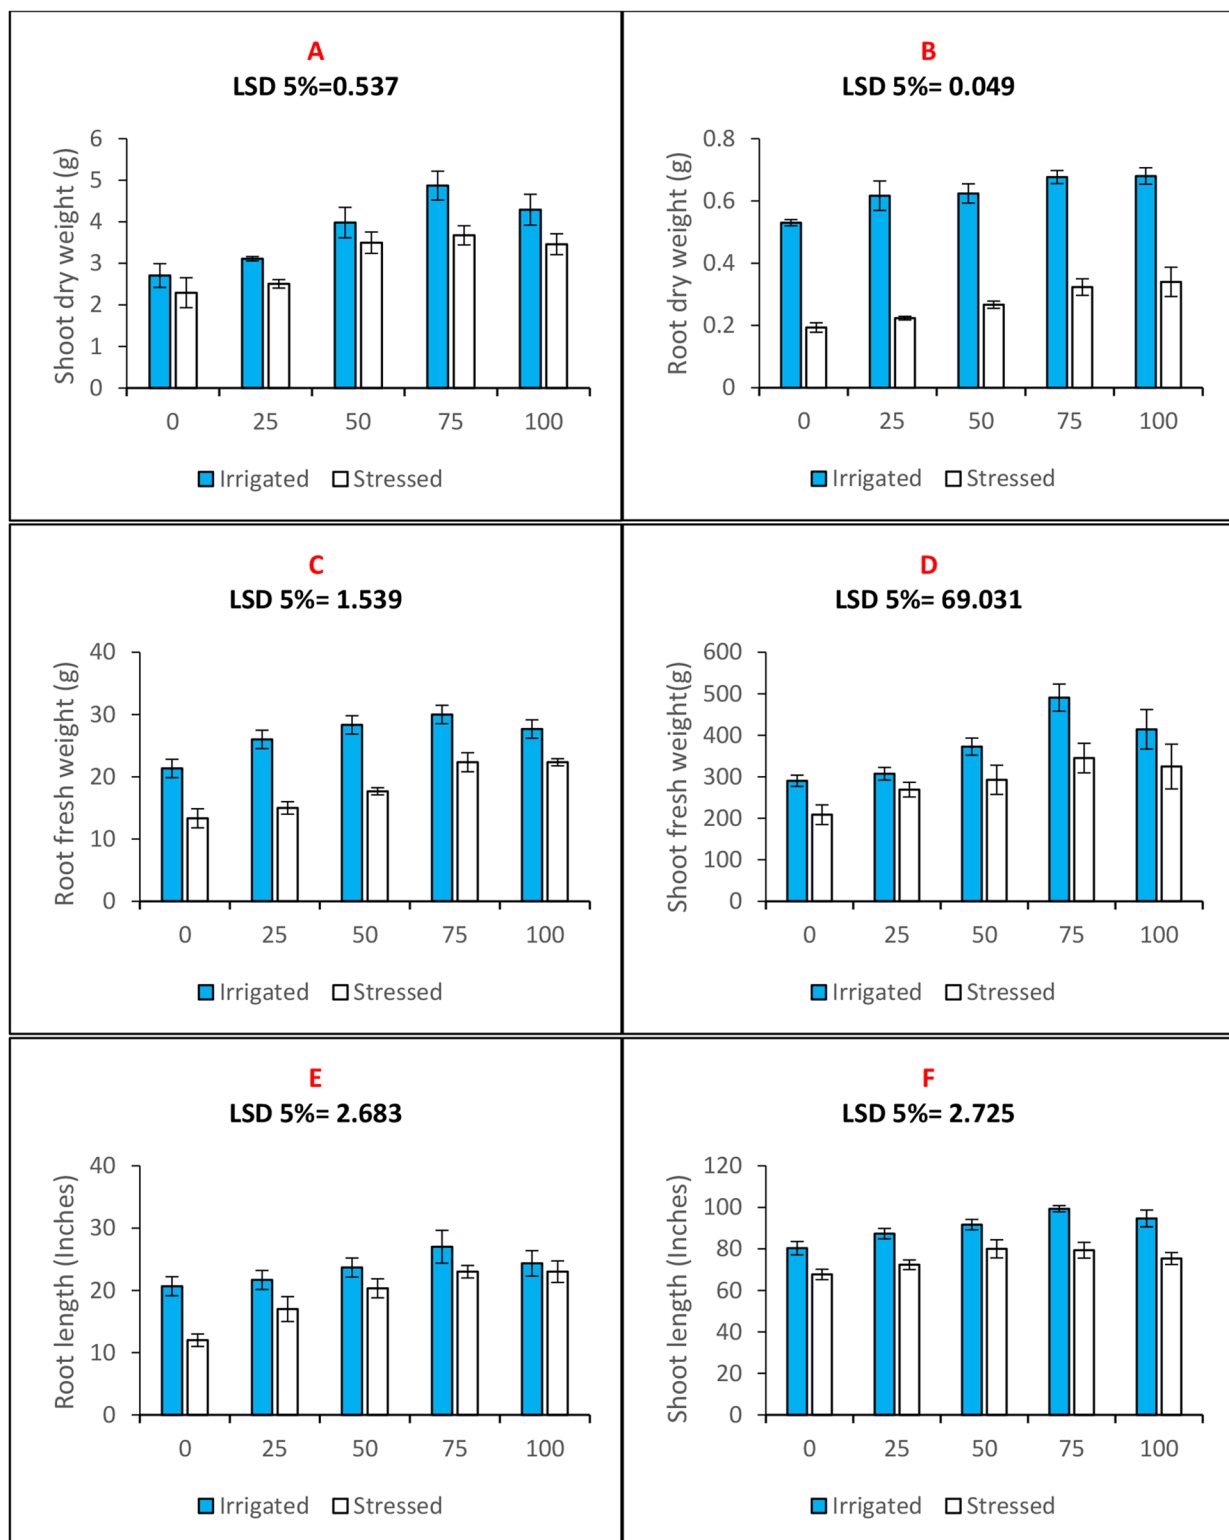 A
LSD 5%=0.537
Shoot dry weight (g)
6
5
4
3
2
1
0
0 25 50 75 100
Irrigated Stressed
B
LSD 5%= 0.049
Root dry weight (g)
0.8
0.6
0.4
0.2
0
0 25 50 75 100
Irrigated Stressed
C
LSD 5%= 1.539
Root fresh weight (g)
40
30
20
10
0
0 25 50 75 100
Irrigated Stressed
D
LSD 5%= 69.031
Shoot fresh weight(g)
600
500
400
300
200
100
0
0 25 50 75 100
Irrigated Stressed
E
LSD 5%= 2.683
Root length (Inches)
40
30
20
10
0
0 25 50 75 100
Irrigated Stressed
F
LSD 5%= 2.725
Shoot length (Inches)
120
100
80
60
40
20
0
0 25 50 75 100
Irrigated Stressed